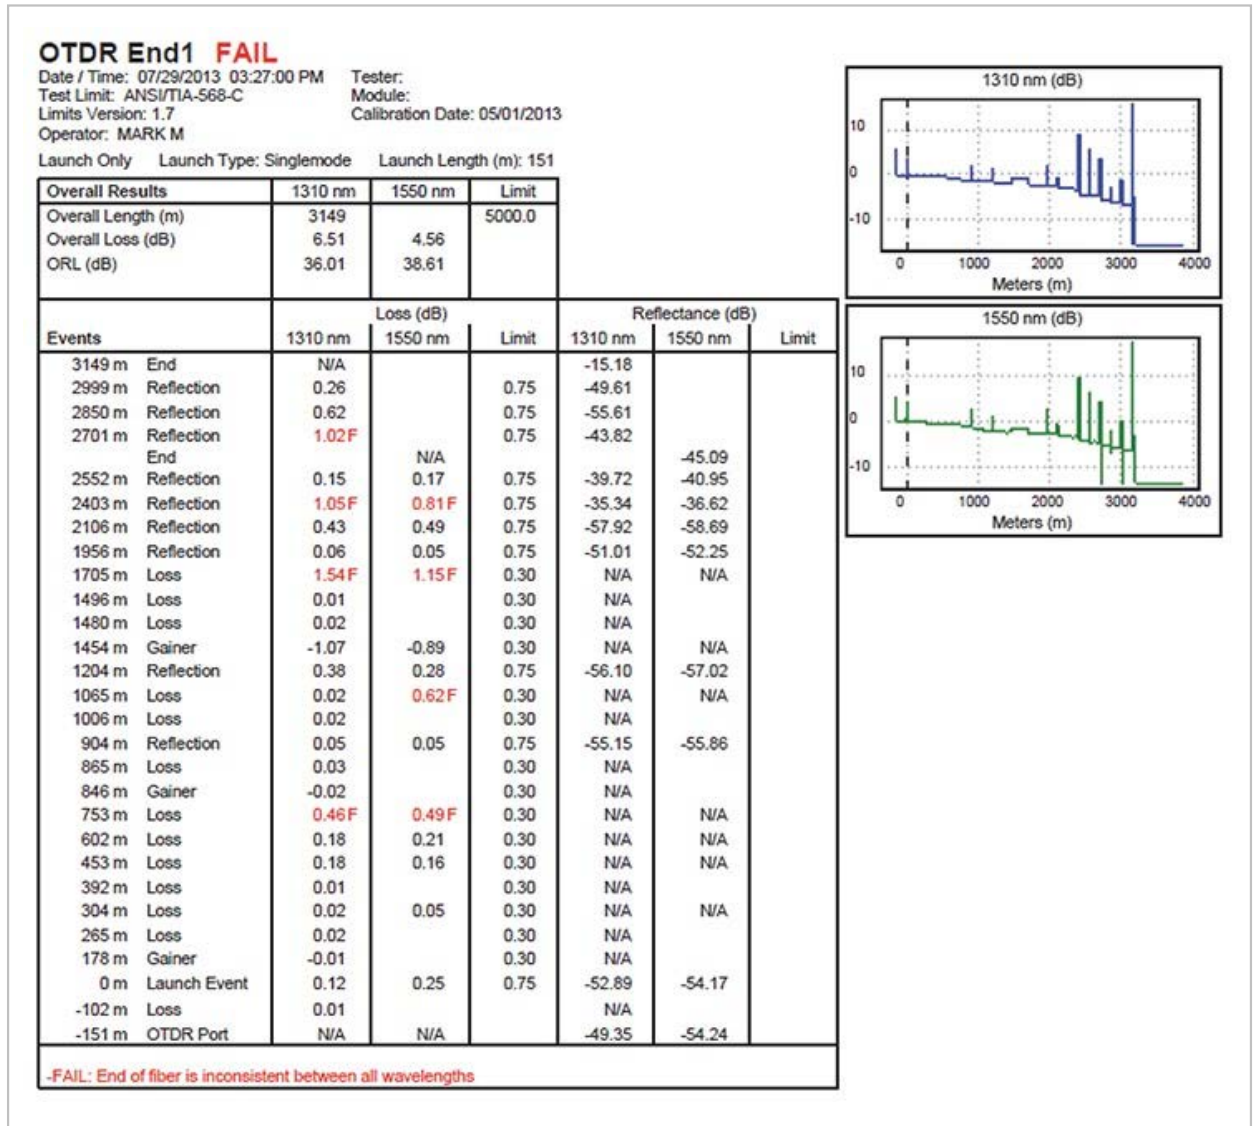 OTDR End1 FAIL
Date / Time: 07/29/2013 03:27:00 PM Tester:
Test Limit: ANSI/TIA-568-C Module:
Limits Version: 1.7 Calibration Date: 05/01/2013
Operator: MARK M
Launch Only Launch Type: Singlemode Launch Length (m): 151
Overall Results 1310 nm 1550 nm Limit
Overall Length (m) 3149 5000.0
Overall Loss (dB) 6.51 4.56
ORL (dB) 36.01 38.61
Loss (dB) Reflectance (dB)
Events 1310 nm 1550 nm Limit 1310 nm 1550 nm Limit
3149 m End N/A -15.18
2999 m Reflection 0.26 0.75 -49.61
2850 m Reflection 0.62 0.75 -55.61
2701 m Reflection 1.02 F 0.75 -43.82
End N/A -45.09
2552 m Reflection 0.15 0.17 0.75 -39.72 -40.95
2403 m Reflection 1.05 F 0.81 F 0.75 -35.34 -36.62
2106 m Reflection 0.43 0.49 0.75 -57.92 -58.69
1956 m Reflection 0.06 0.05 0.75 -51.01 -52.25
1705 m Loss 1.54 F 1.15 F 0.30 N/A N/A
1496 m Loss 0.01 0.30 N/A
1480 m Loss 0.02 0.30 N/A
1454 m Gainer -1.07 -0.89 0.30 N/A N/A
1204 m Reflection 0.38 0.28 0.75 -56.10 -57.02
1065 m Loss 0.02 0.62 F 0.30 N/A N/A
1006 m Loss 0.02 0.30 N/A
904 m Reflection 0.05 0.05 0.75 -55.15 -55.86
865 m Loss 0.03 0.30 N/A
846 m Gainer -0.02 0.30 N/A
753 m Loss 0.46 F 0.49 F 0.30 N/A N/A
602 m Loss 0.18 0.21 0.30 N/A N/A
453 m Loss 0.18 0.16 0.30 N/A N/A
392 m Loss 0.01 0.30 N/A
304 m Loss 0.02 0.05 0.30 N/A N/A
265 m Loss 0.02 0.30 N/A
178 m Gainer -0.01 0.30 N/A
0 m Launch Event 0.12 0.25 0.75 -52.89 -54.17
-102 m Loss 0.01 N/A
-151 m OTDR Port N/A N/A -49.35 -54.24
-FAIL: End of fiber is inconsistent between all wavelengths
1310 nm (dB)
10
0
-10
0 1000 2000 3000 4000
Meters (m)
1550 nm (dB)
10
0
-10
0 1000 2000 3000 4000
Meters (m)